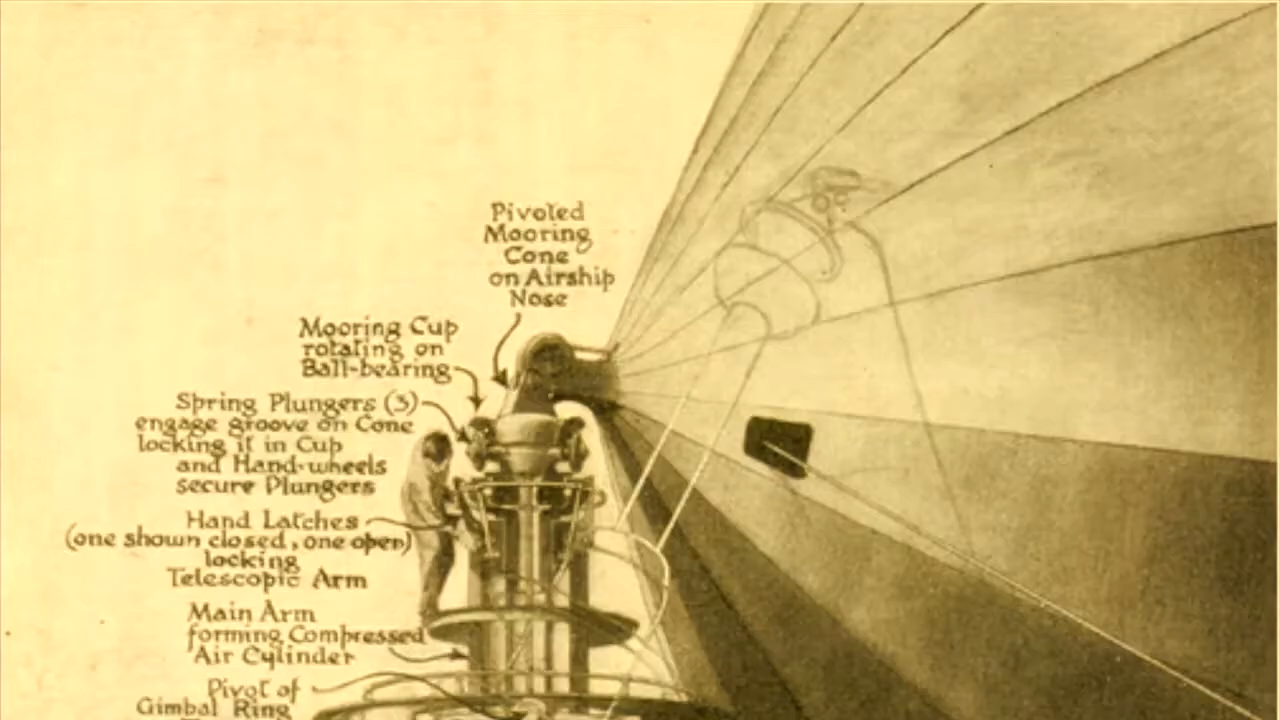 Pivoted
Mooring
Cone
on Airship
Nose
Mooring Cup
rotating on
Ball-bearing
Spring Plungers (3)
engage groove on Cone
locking it in Cup
and Hand-wheels
secure Plungers
Hand Latches
(one shown closed, one open)
locking
Telescopic Arm
Main Arm
forming Compressed
Air Cylinder
Pivot of
Gimbal Ring